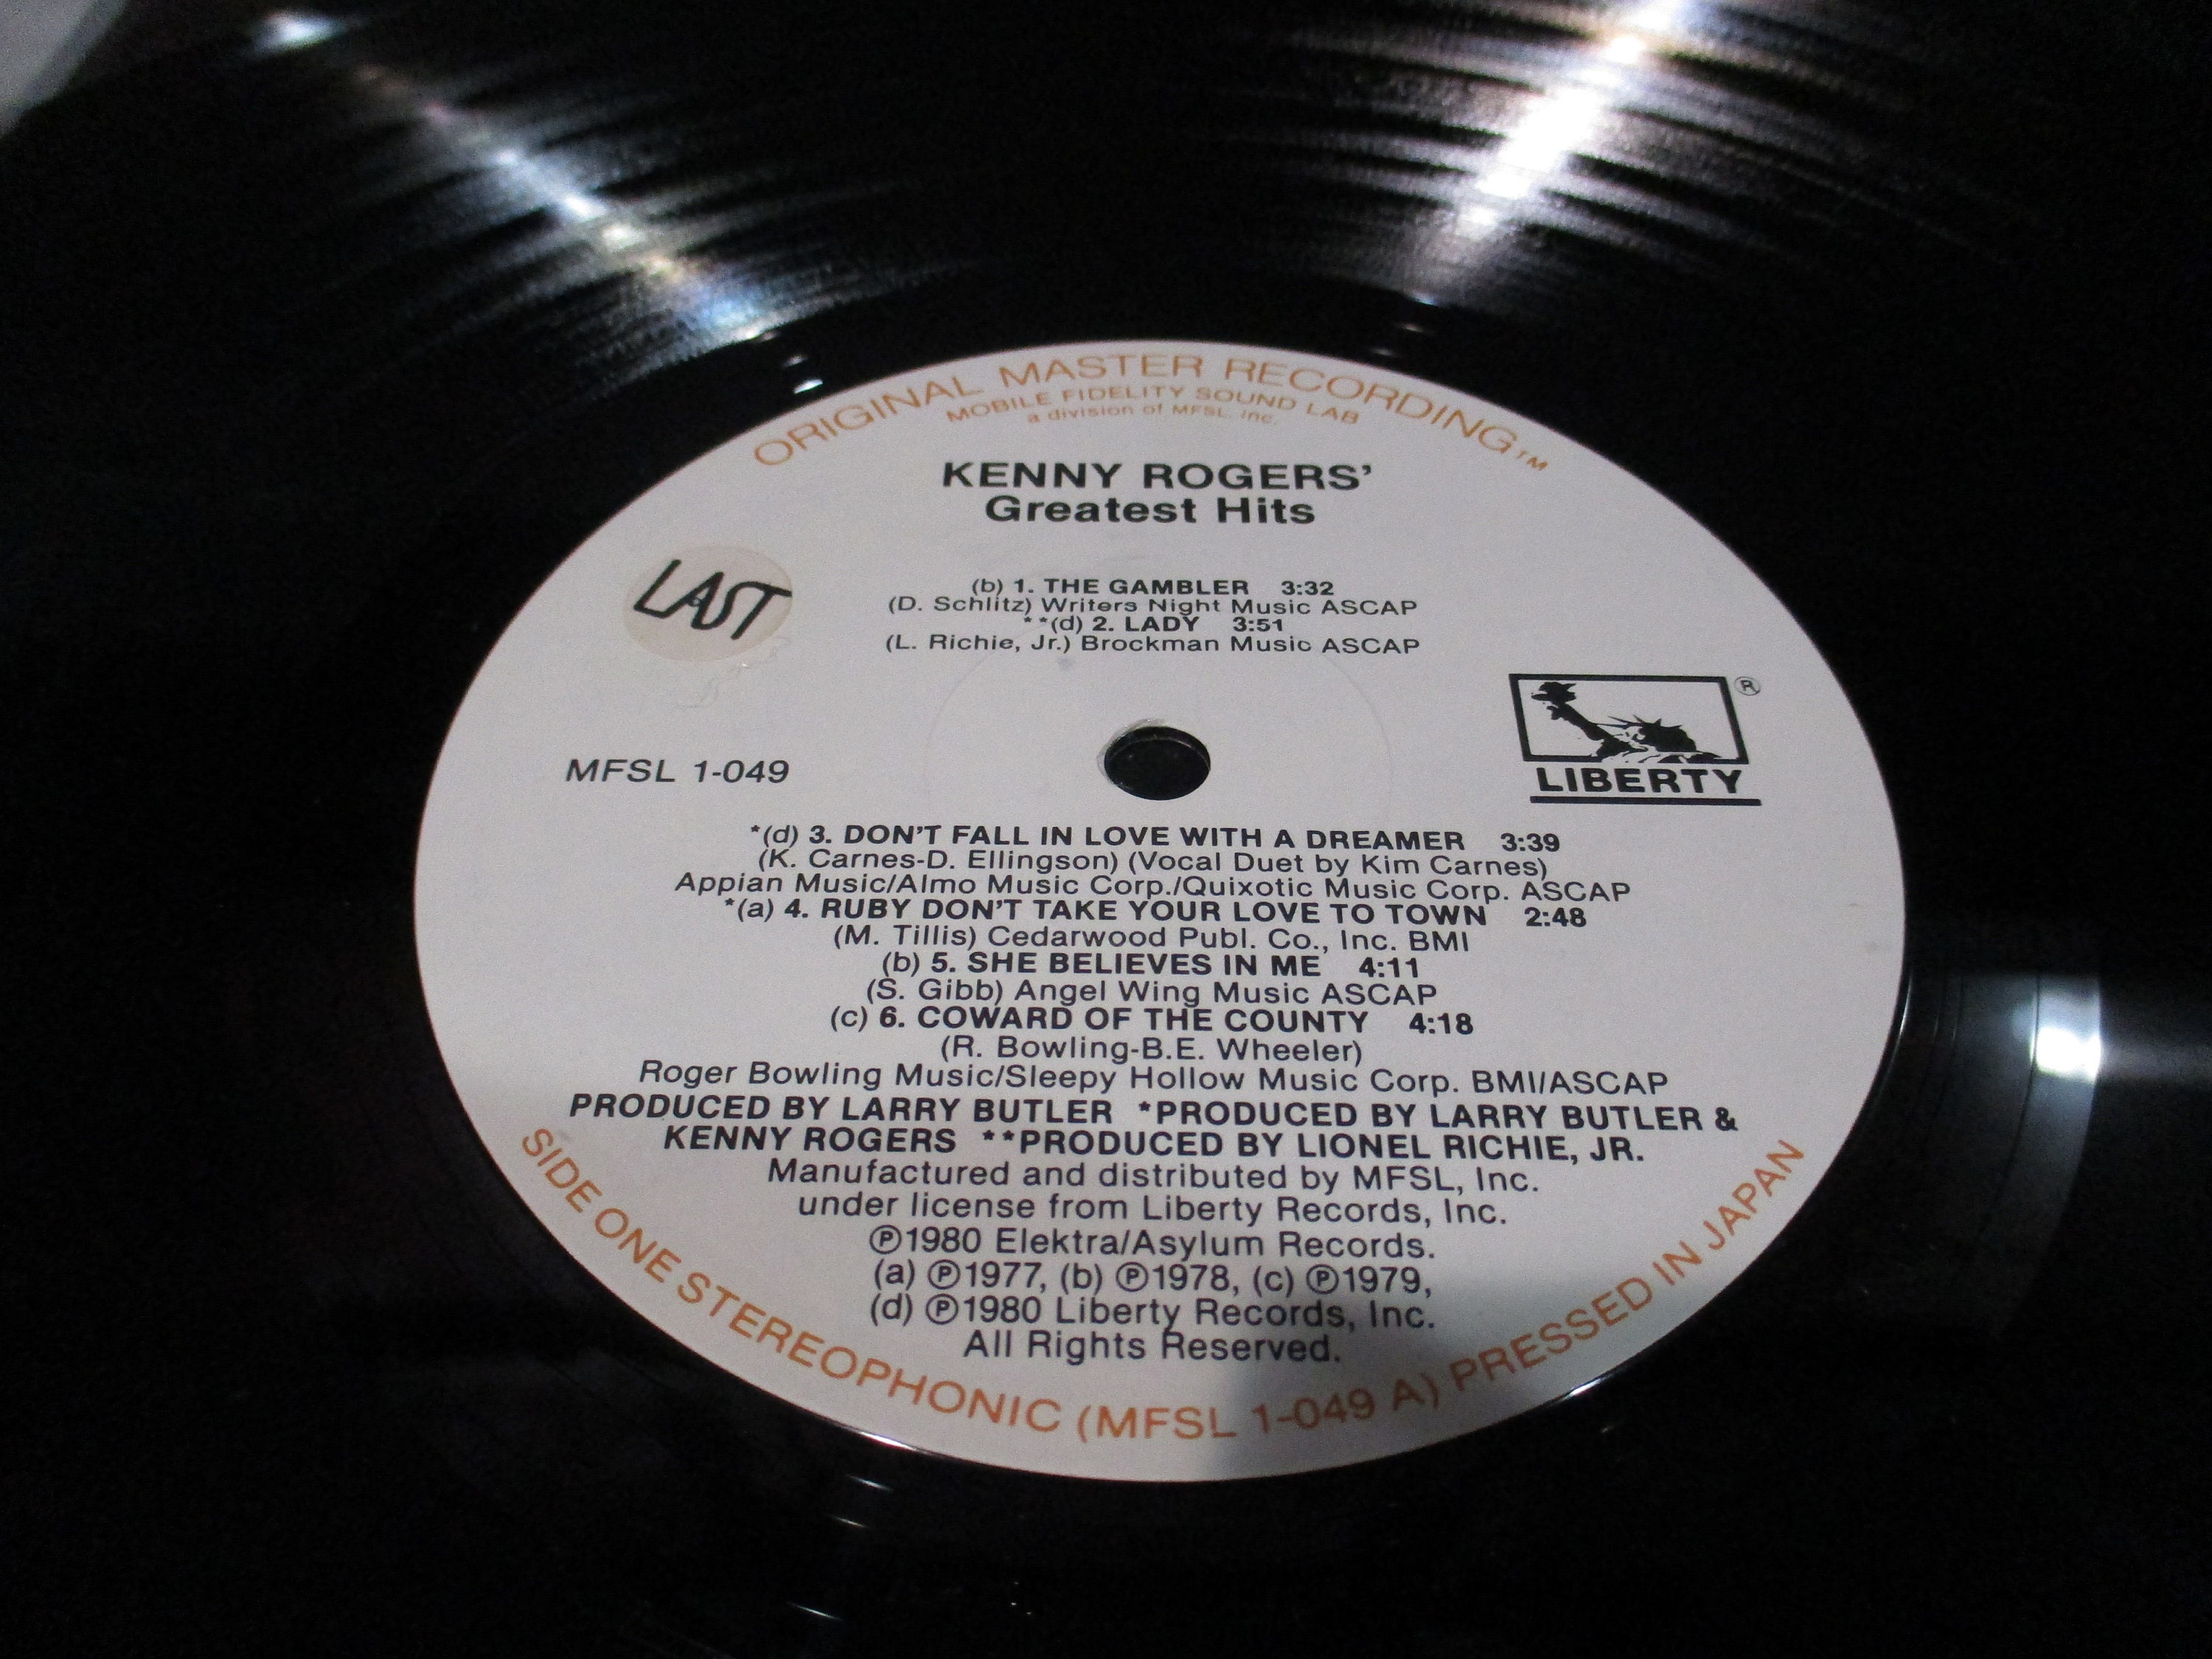 ORIGINAL MASTER RECORDING™
MOBILE FIDELITY SOUND LAB
a division of MFSL, Inc.
KENNY ROGERS'
Greatest Hits
LAST
(b) 1. THE GAMBLER 3:32
(D. Schlitz) Writers Night Music ASCAP
**(d) 2. LADY 3:51
(L. Richie, Jr.) Brockman Music ASCAP
®
LIBERTY
MFSL 1-049
*(d) 3. DON'T FALL IN LOVE WITH A DREAMER 3:39
(K. Carnes-D. Ellingson) (Vocal Duet by Kim Carnes)
Appian Music/Almo Music Corp./Quixotic Music Corp. ASCAP
*(a) 4. RUBY DON'T TAKE YOUR LOVE TO TOWN 2:48
(M. Tillis) Cedarwood Publ. Co., Inc. BMI
(b) 5. SHE BELIEVES IN ME 4:11
(S. Gibb) Angel Wing Music ASCAP
(c) 6. COWARD OF THE COUNTY 4:18
(R. Bowling-B.E. Wheeler)
Roger Bowling Music/Sleepy Hollow Music Corp. BMI/ASCAP
PRODUCED BY LARRY BUTLER *PRODUCED BY LARRY BUTLER &
KENNY ROGERS **PRODUCED BY LIONEL RICHIE, JR.
Manufactured and distributed by MFSL, Inc.
under license from Liberty Records, Inc.
℗1980 Elektra/Asylum Records.
(a) ℗1977, (b) ℗1978, (c) ℗1979,
(d) ℗1980 Liberty Records, Inc.
All Rights Reserved.
SIDE ONE STEREOPHONIC (MFSL 1-049 A) PRESSED IN JAPAN